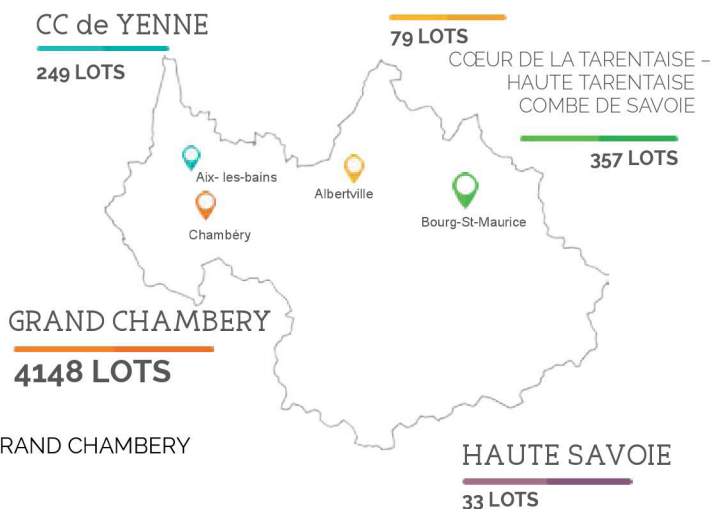 CC de YENNE
249 LOTS
79 LOTS
CŒUR DE LA TARENTAISE –
HAUTE TARENTAISE
COMBE DE SAVOIE
357 LOTS
Aix- les-bains
Albertville
Bourg-St-Maurice
Chambéry
GRAND CHAMBERY
4148 LOTS
RAND CHAMBERY
HAUTE SAVOIE
33 LOTS